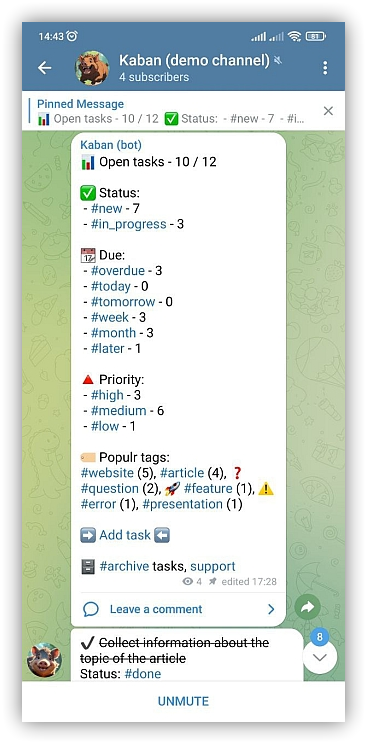 14:43 81
Kaban (demo channel)
4 subscribers
Pinned Message
Open tasks - 10 / 12 Status: - #new - 7 - #i...
Kaban (bot)
Open tasks - 10 / 12
Status:
- #new - 7
- #in_progress - 3
Due:
- #overdue - 3
- #today - 0
- #tomorrow - 0
- #week - 3
- #month - 3
- #later - 1
Priority:
- #high - 3
- #medium - 6
- #low - 1
Populr tags:
#website (5), #article (4),
#question (2), #feature (1),
#error (1), #presentation (1)
Add task
#archive tasks, support
4 edited 17:28
Leave a comment
8
Collect information about the
topic of the article
Status: #done
UNMUTE